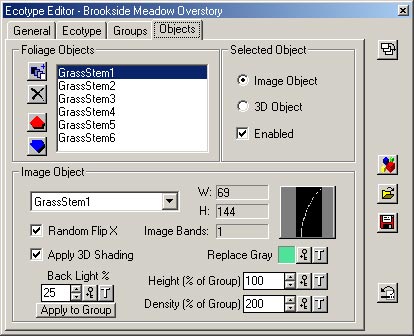 Ecotype Editor - Brookside Meadow Overstory
General Ecotype Groups Objects
Foliage Objects
GrassStem1
GrassStem2
GrassStem3
GrassStem4
GrassStem5
GrassStem6
Selected Object
Image Object
3D Object
Enabled
Image Object
GrassStem1
W: 69
H: 144
Random Flip X
Image Bands: 1
Apply 3D Shading
Replace Gray
T
Back Light %
25
T
Height (% of Group) 100
T
Apply to Group
Density (% of Group) 200
T